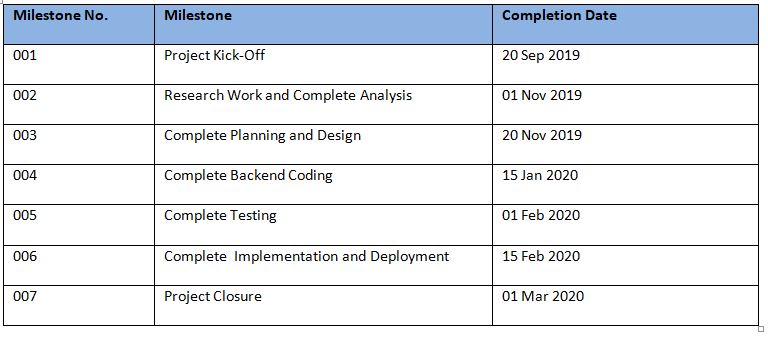 Milestone No. Milestone Completion Date
001 Project Kick-Off 20 Sep 2019
002 Research Work and Complete Analysis 01 Nov 2019
003 Complete Planning and Design 20 Nov 2019
004 Complete Backend Coding 15 Jan 2020
005 Complete Testing 01 Feb 2020
006 Complete  Implementation and Deployment 15 Feb 2020
007 Project Closure 01 Mar 2020